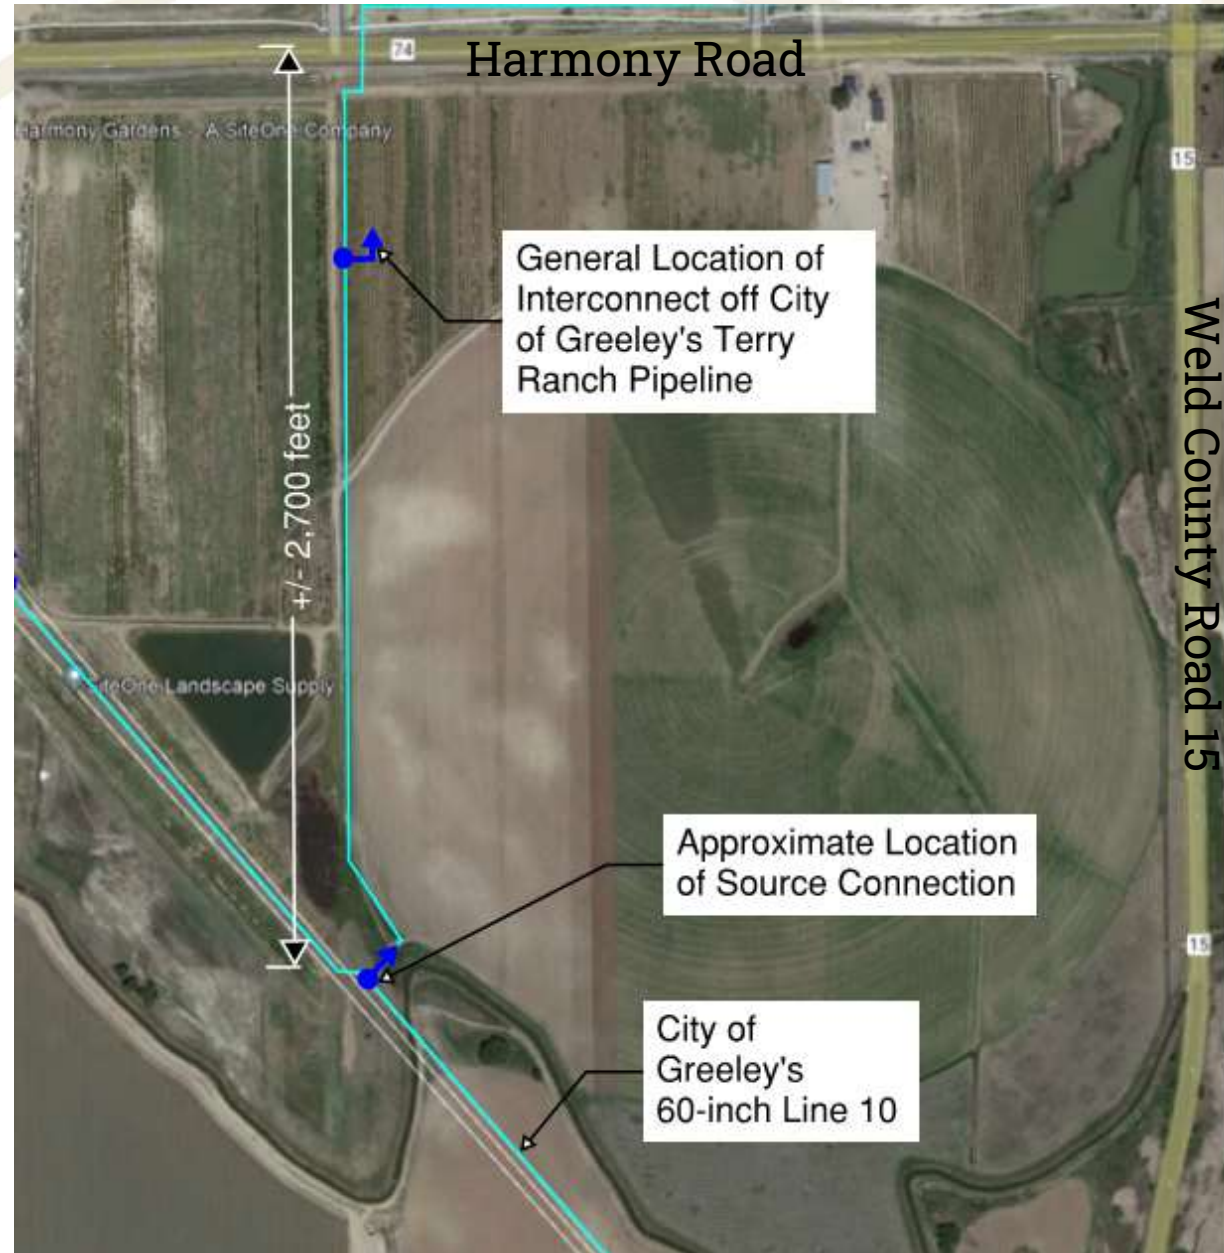 74
Harmony Road
Harmony Gardens - A SiteOne Company
15
General Location of
Interconnect off City
of Greeley's Terry
Ranch Pipeline
Weld County Road 15
+/- 2,700 feet
SiteOne Landscape Supply
Approximate Location
of Source Connection
15
City of
Greeley's
60-inch Line 10